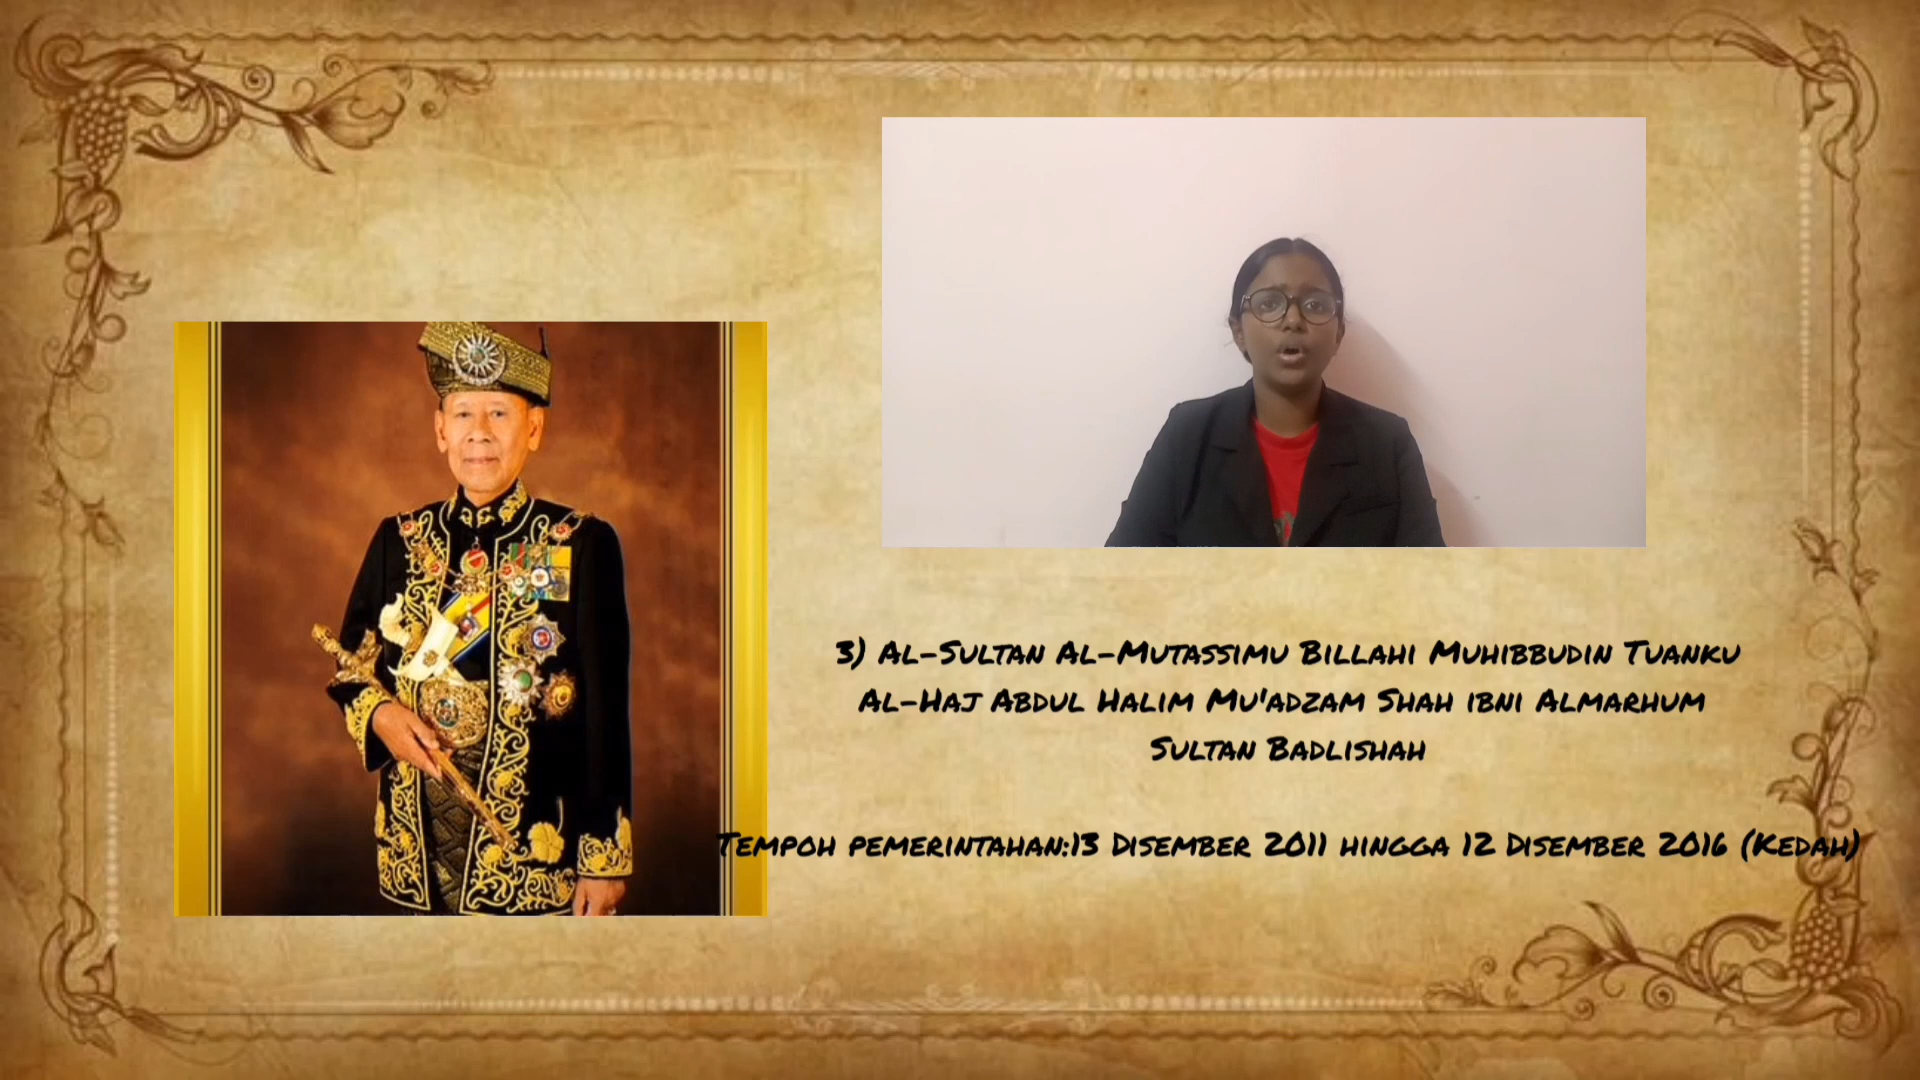 3) Al-Sultan Al-Mutassimu Billahi Muhibbudin Tuanku
Al-Haj Abdul Halim Mu'adzam Shah ibni Almarhum
Sultan Badlishah
Tempoh pemerintahan:13 Disember 2011 hingga 12 Disember 2016 (Kedah)